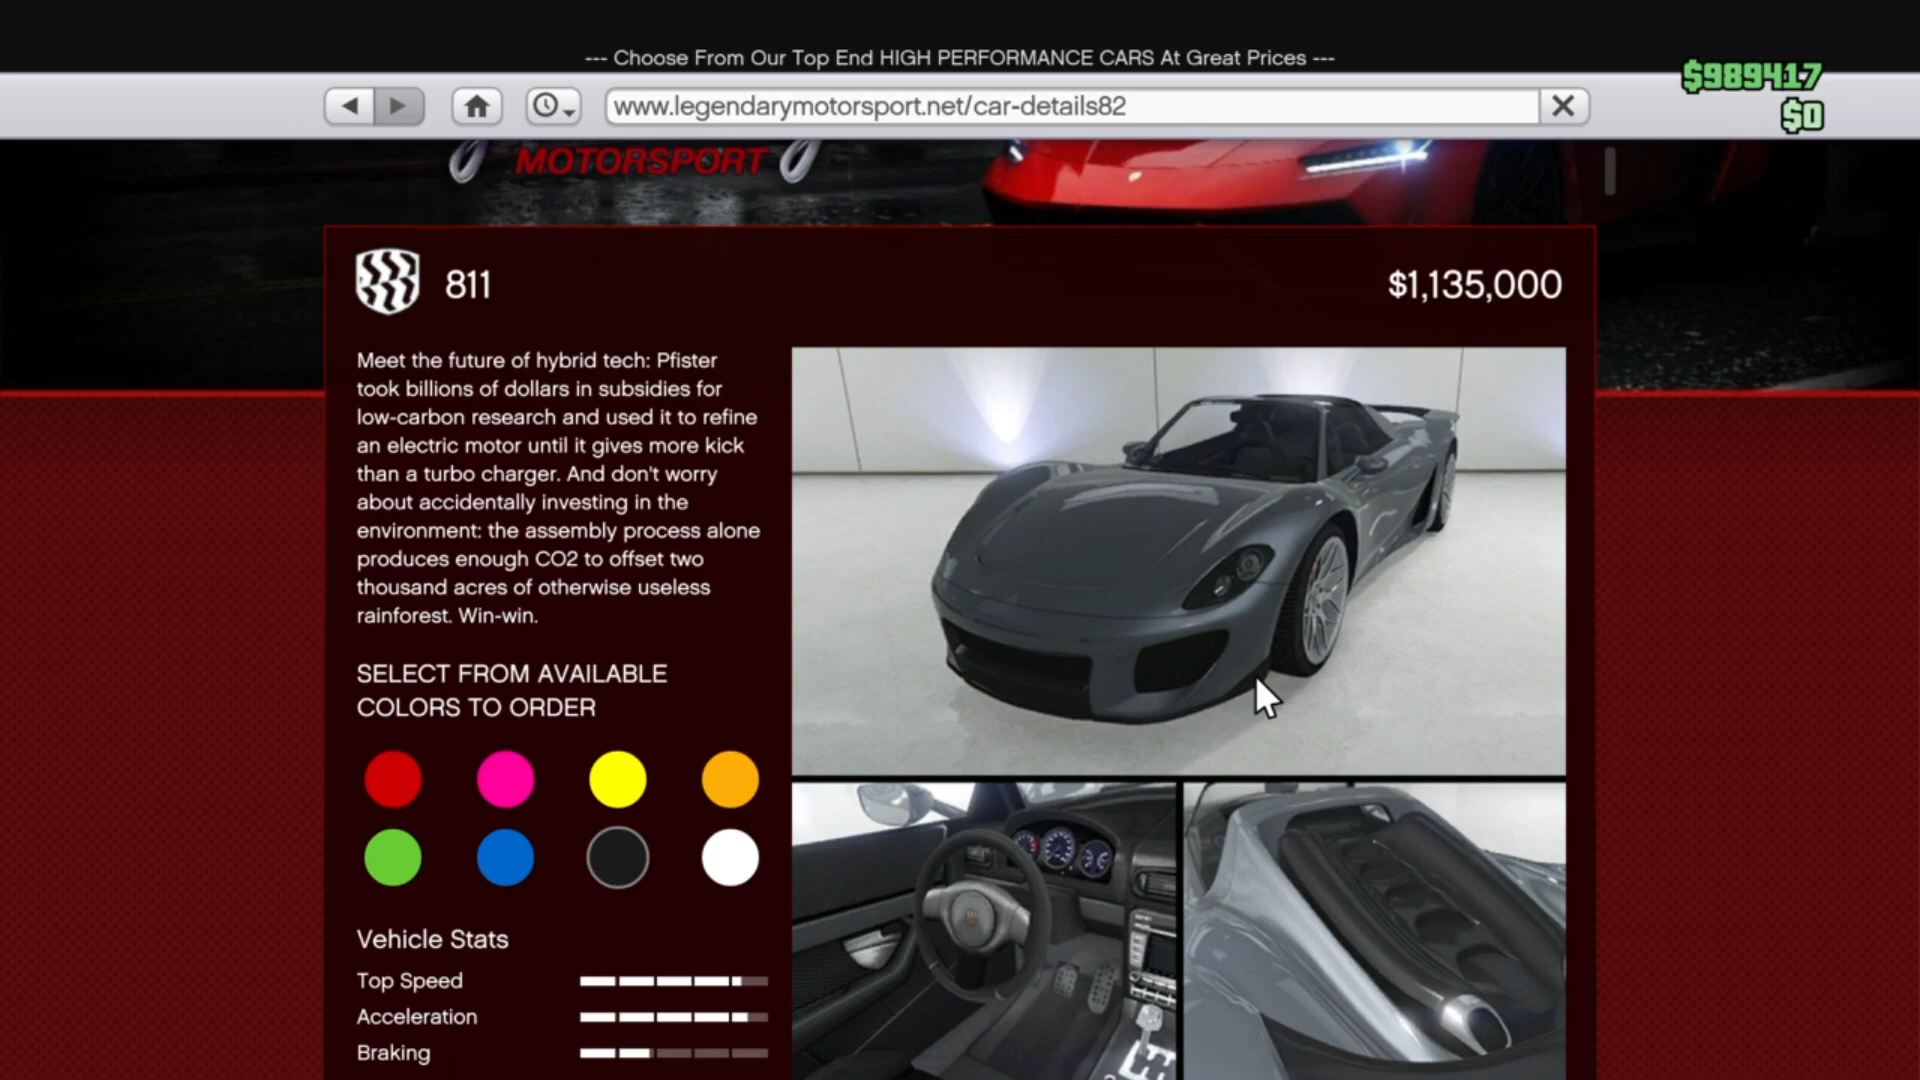 --- Choose From Our Top End HIGH PERFORMANCE CARS At Great Prices ---
$989417
www.legendarymotorsport.net/car-details82
$0
MOTORSPORT
811
$1,135,000
Meet the future of hybrid tech: Pfister
took billions of dollars in subsidies for
low-carbon research and used it to refine
an electric motor until it gives more kick
than a turbo charger. And don't worry
about accidentally investing in the
environment: the assembly process alone
produces enough CO2 to offset two
thousand acres of otherwise useless
rainforest. Win-win.
SELECT FROM AVAILABLE
COLORS TO ORDER
Vehicle Stats
Top Speed
Acceleration
Braking